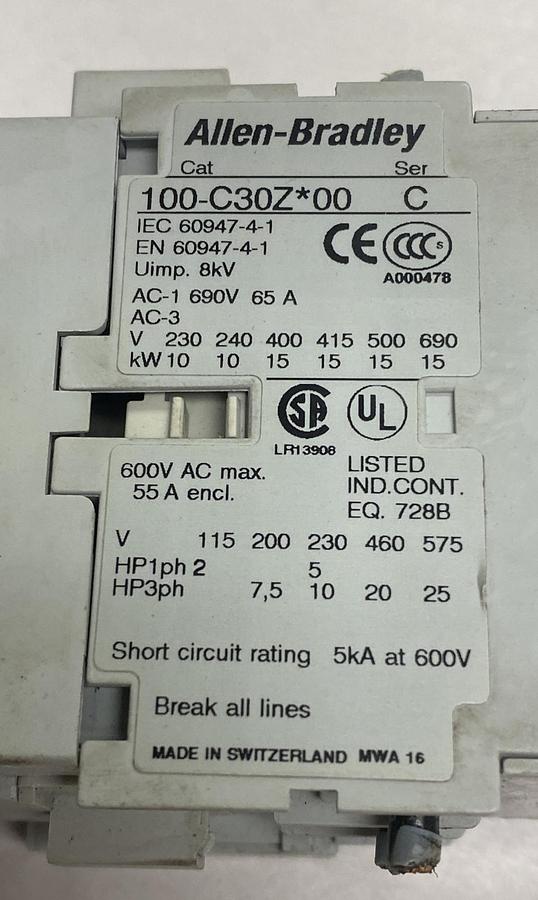 Allen-Bradley
Cat Ser
100-C30Z*00 C
IEC 60947-4-1
EN 60947-4-1
Uimp. 8kV
CE CCC S
A000478
AC-1 690V 65 A
AC-3
V 230 240 400 415 500 690
kW 10 10 15 15 15 15
SA UL
LR13908
600V AC max.
55 A encl.
LISTED
IND.CONT.
EQ. 728B
V 115 200 230 460 575
HP1ph 2 5
HP3ph 7,5 10 20 25
Short circuit rating 5kA at 600V
Break all lines
MADE IN SWITZERLAND MWA 16